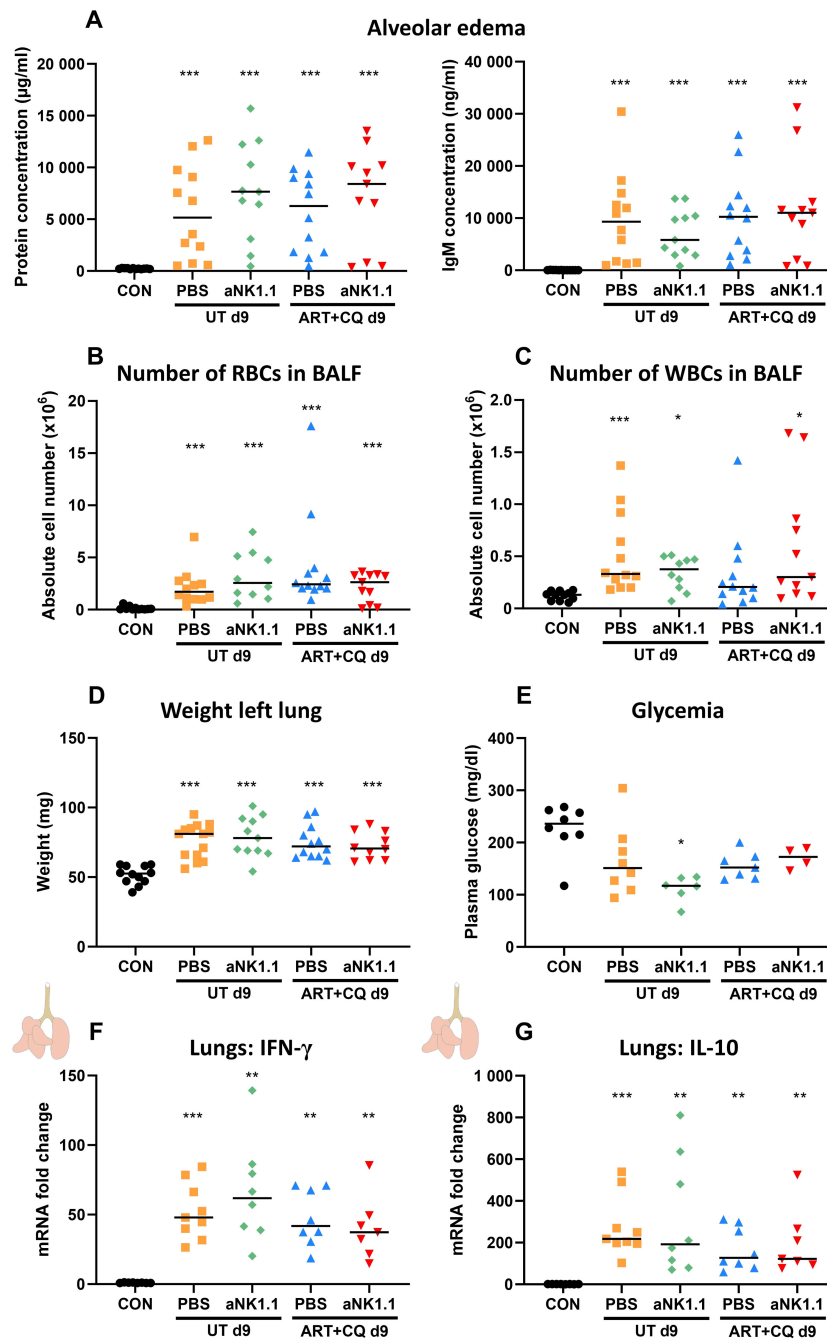 A
Alveolar edema
Protein concentration (µg/ml)
20 000
15 000
10 000
5 000
0
*** *** *** ***
CON PBS aNK1.1 PBS aNK1.1
UT d9 ART+CQ d9
IgM concentration (ng/ml)
40 000
30 000
20 000
10 000
0
*** *** *** ***
CON PBS aNK1.1 PBS aNK1.1
UT d9 ART+CQ d9
B
Number of RBCs in BALF
Absolute cell number (x10⁶)
20
15
10
5
0
*** *** *** ***
CON PBS aNK1.1 PBS aNK1.1
UT d9 ART+CQ d9
C
Number of WBCs in BALF
Absolute cell number (x10⁶)
2.0
1.5
1.0
0.5
0
*** * *
CON PBS aNK1.1 PBS aNK1.1
UT d9 ART+CQ d9
D
Weight left lung
Weight (mg)
150
100
50
0
*** *** *** ***
CON PBS aNK1.1 PBS aNK1.1
UT d9 ART+CQ d9
E
Glycemia
Plasma glucose (mg/dl)
400
300
200
100
0
*
CON PBS aNK1.1 PBS aNK1.1
UT d9 ART+CQ d9
F
Lungs: IFN-γ
mRNA fold change
150
100
50
0
*** ** ** **
CON PBS aNK1.1 PBS aNK1.1
UT d9 ART+CQ d9
G
Lungs: IL-10
mRNA fold change
1 000
800
600
400
200
0
*** ** ** **
CON PBS aNK1.1 PBS aNK1.1
UT d9 ART+CQ d9